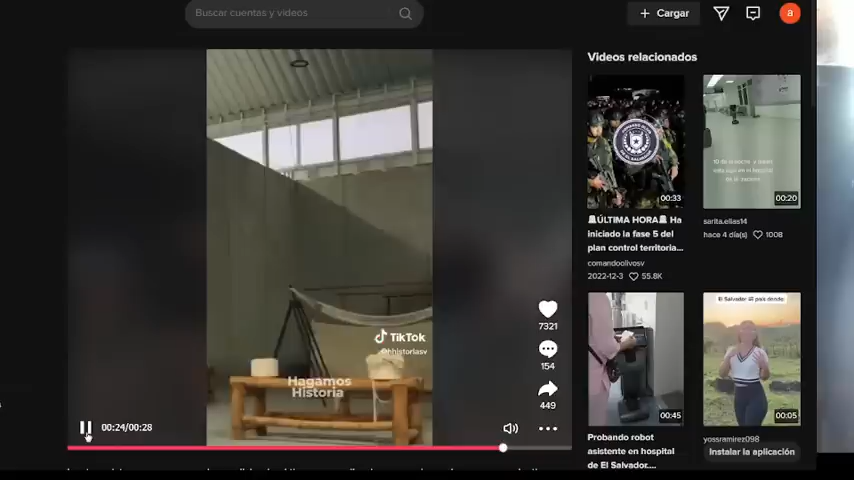 Buscar cuentas y videos
Cargar
a
Videos relacionados
TikTok
@hhistoriasv
Hagamos
Historia
7321
154
449
00:24/00:28
00:33
ÚLTIMA HORA Ha
iniciado la fase 5 del
plan control territoria...
comandoolivosv
2022-12-3 55.8K
00:20
sarita.elias14
hace 4 día(s) 1008
00:45
Probando robot
asistente en hospital
de El Salvador....
El Salvador país donde:
00:05
yossramirez098
Instalar la aplicación